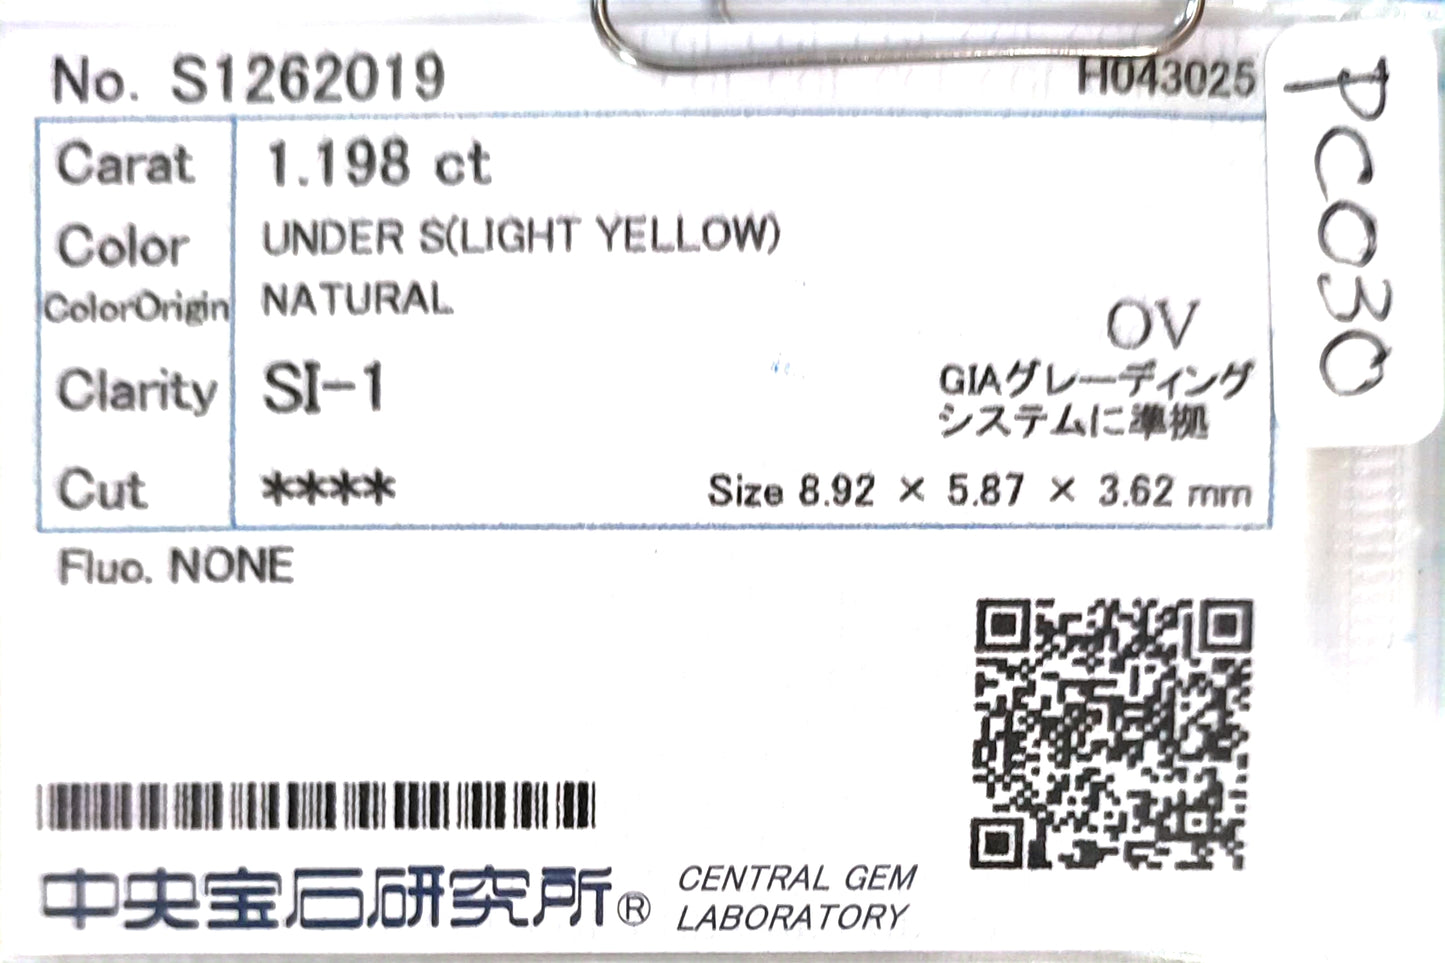 No. S1262019
H043025
Carat 1.198 ct
Color UNDER S(LIGHT YELLOW)
ColorOrigin NATURAL
OV
Clarity SI-1
GIAグレーディング
システムに準拠
Cut ****
Size 8.92 × 5.87 × 3.62 mm
Fluo. NONE
中央宝石研究所®
CENTRAL GEM
LABORATORY
PC030